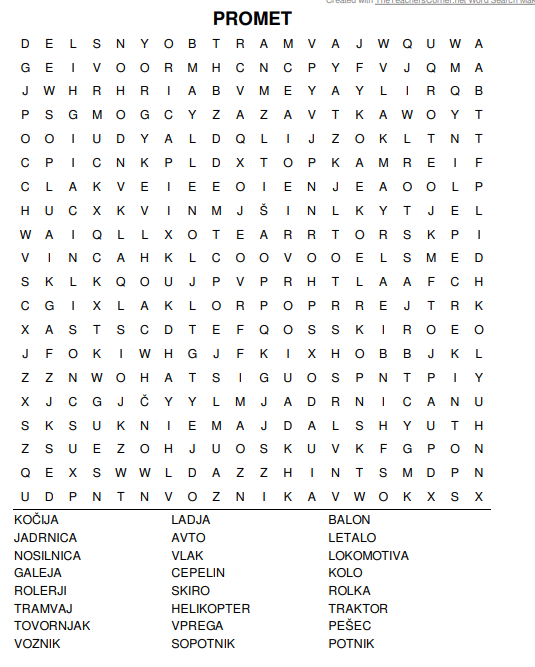 Created with TheTeachersCorner.net Word Search Mak
PROMET
D E L S N Y O B T R A M V A J W Q U W A
G E I V O O R M H C N C P Y F V J Q M A
J W H R H R I A B V M E Y A Y L I R Q B
P S G M O G C Y Z A Z A V T K A W O Y T
O O I U D Y A L D Q L I J Z O K L T N T
C P I C N K P L D X T O P K A M R E I F
C L A K V E I E E O I E N J E A O O L P
H U C X K V I N M J Š I N L K Y T J E L
W A I Q L L X O T E A R R T O R S K P I
V I N C A H K L C O O V O O E L S M E D
S K L K Q O U J P V P R H T L A A F C H
C G I X L A K L O R P O P R R E J T R K
X A S T S C D T E F Q O S S K I R O E O
J F O K I W H G J F K I X H O B B J K L
Z Z N W O H A T S I G U O S P N T P I Y
X J C G J Č Y Y L M J A D R N I C A N U
S K S U K N I E M A J D A L S H Y U T H
Z S U E Z O H J U O S K U V K F G P O N
Q E X S W W L D A Z Z H I N T S M D P N
U D P N T N V O Z N I K A V W O K X S X
KOČIJA LADJA BALON
JADRNICA AVTO LETALO
NOSILNICA VLAK LOKOMOTIVA
GALEJA CEPELIN KOLO
ROLERJI SKIRO ROLKA
TRAMVAJ HELIKOPTER TRAKTOR
TOVORNJAK VPREGA PEŠEC
VOZNIK SOPOTNIK POTNIK